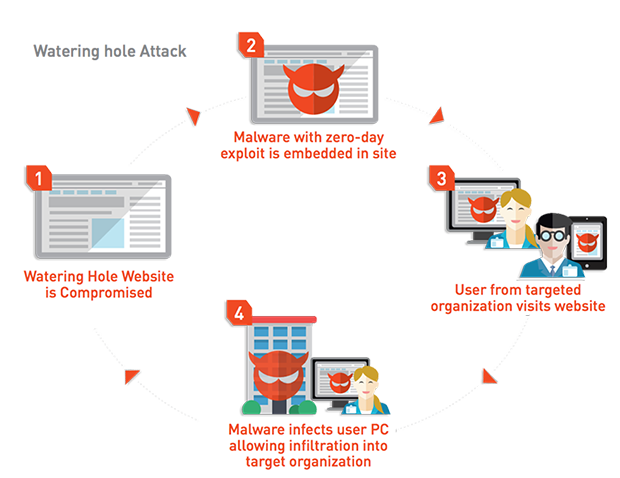 Watering hole Attack
2
Malware with zero-day
exploit is embedded in site
1
Watering Hole Website
is Compromised
3
User from targeted
organization visits website
4
Malware infects user PC
allowing infiltration into
target organization